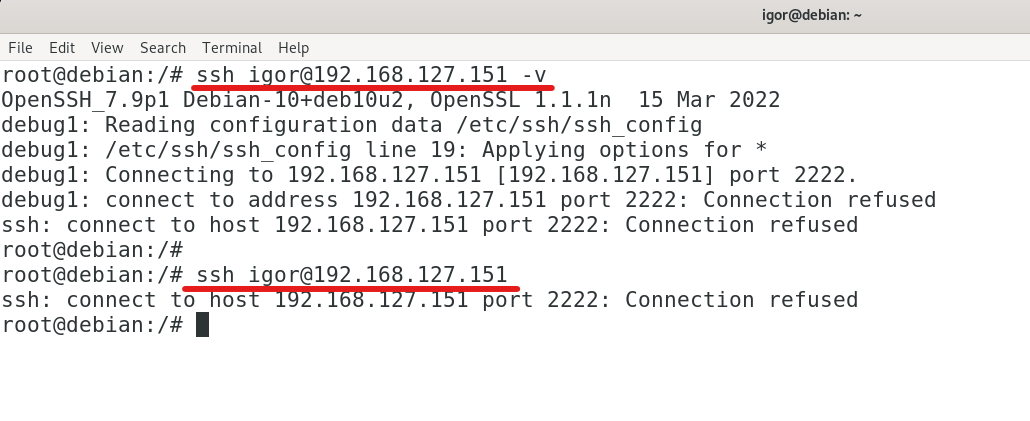 igor@debian: ~
File Edit View Search Terminal Help
root@debian:/# ssh igor@192.168.127.151 -v
OpenSSH_7.9p1 Debian-10+deb10u2, OpenSSL 1.1.1n  15 Mar 2022
debug1: Reading configuration data /etc/ssh/ssh_config
debug1: /etc/ssh/ssh_config line 19: Applying options for *
debug1: Connecting to 192.168.127.151 [192.168.127.151] port 2222.
debug1: connect to address 192.168.127.151 port 2222: Connection refused
ssh: connect to host 192.168.127.151 port 2222: Connection refused
root@debian:/#
root@debian:/# ssh igor@192.168.127.151
ssh: connect to host 192.168.127.151 port 2222: Connection refused
root@debian:/#